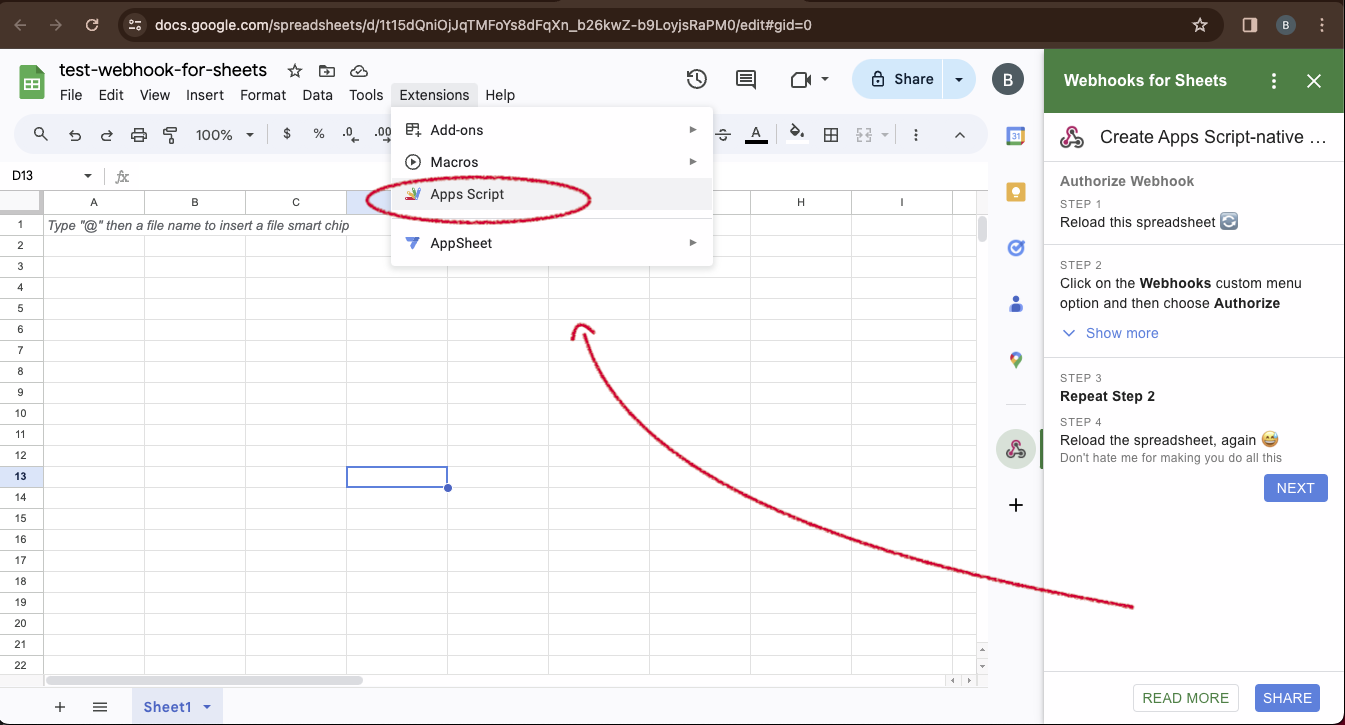 docs.google.com/spreadsheets/d/1t15dQniOjJqTMFoYs8dFqXn_b26kwZ-b9LoyjsRaPM0/edit#gid=0
B
test-webhook-for-sheets
File Edit View Insert Format Data Tools Extensions Help
Share
B
100% $ % .0 .00 A
D13 fx
Add-ons
Macros
Apps Script
AppSheet
A B C H I
1 Type "@" then a file name to insert a file smart chip
2
3
4
5
6
7
8
9
10
11
12
13
14
15
16
17
18
19
20
21
22
Sheet1
31
Webhooks for Sheets
Create Apps Script-native ...
Authorize Webhook
STEP 1
Reload this spreadsheet
STEP 2
Click on the Webhooks custom menu
option and then choose Authorize
Show more
STEP 3
Repeat Step 2
STEP 4
Reload the spreadsheet, again
Don't hate me for making you do all this
NEXT
READ MORE SHARE